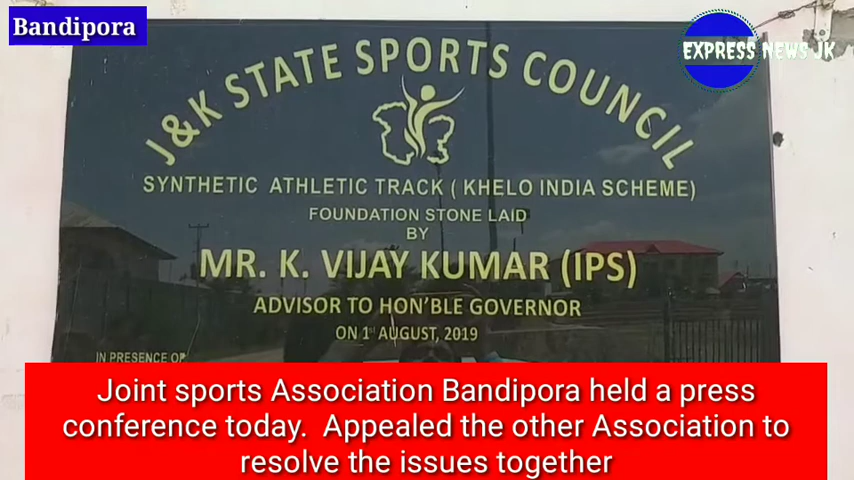 Bandipora
EXPRESS NEWS JK
J&K STATE SPORTS COUNCIL
SYNTHETIC ATHLETIC TRACK ( KHELO INDIA SCHEME)
FOUNDATION STONE LAID
BY
MR. K. VIJAY KUMAR (IPS)
ADVISOR TO HON'BLE GOVERNOR
ON 1st AUGUST, 2019
IN PRESENCE OF
Joint sports Association Bandipora held a press
conference today. Appealed the other Association to
resolve the issues together